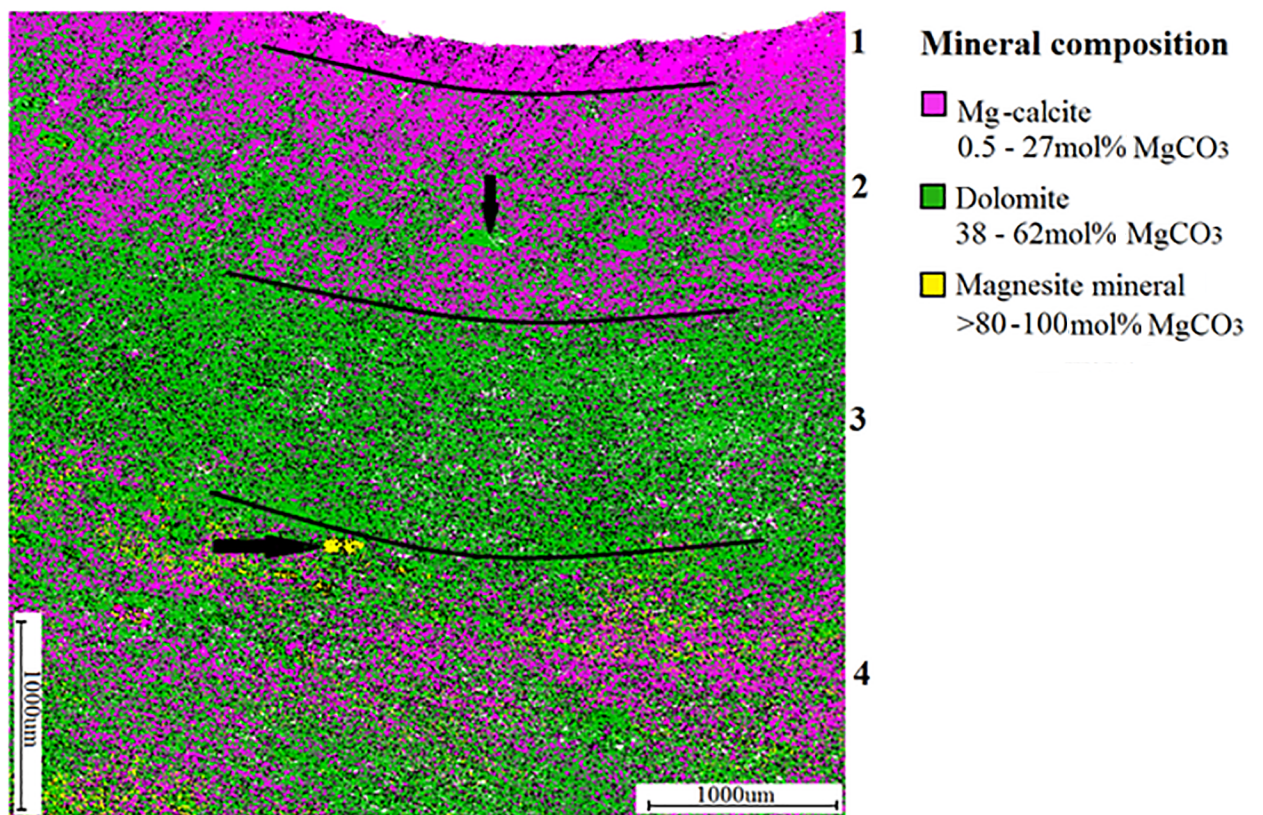 1
2
3
4
1000um
1000um
Mineral composition
Mg-calcite
0.5 - 27mol% MgCO3
Dolomite
38 - 62mol% MgCO3
Magnesite mineral
>80-100mol% MgCO3